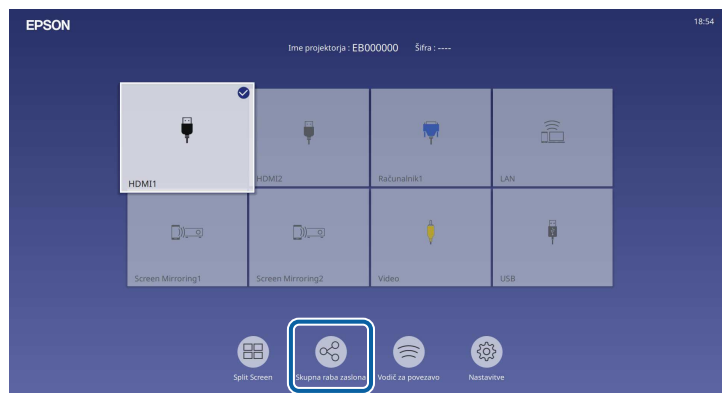 EPSON
18:54
Ime projektorja : EB000000 Šifra : ----
HDMI1
HDMI2
Računalnik1
LAN
Screen Mirroring1
Screen Mirroring2
Video
USB
Split Screen
Skupna raba zaslona
Vodič za povezavo
Nastavitve